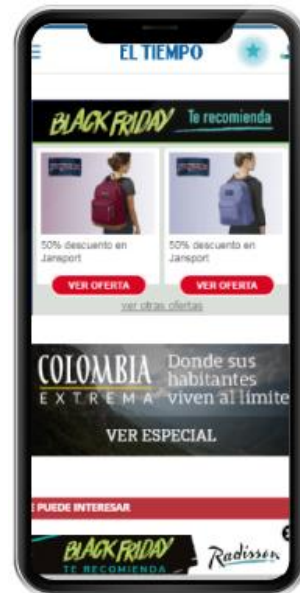 EL TIEMPO
BLACK FRIDAY Te recomienda
50% descuento en Jansport
VER OFERTA
50% descuento en Jansport
VER OFERTA
ver otras ofertas
COLOMBIA
EXTREMA
Donde sus
habitantes
viven al límite
VER ESPECIAL
E PUEDE INTERESAR
BLACK FRIDAY
TE RECOMIENDA
Radisson